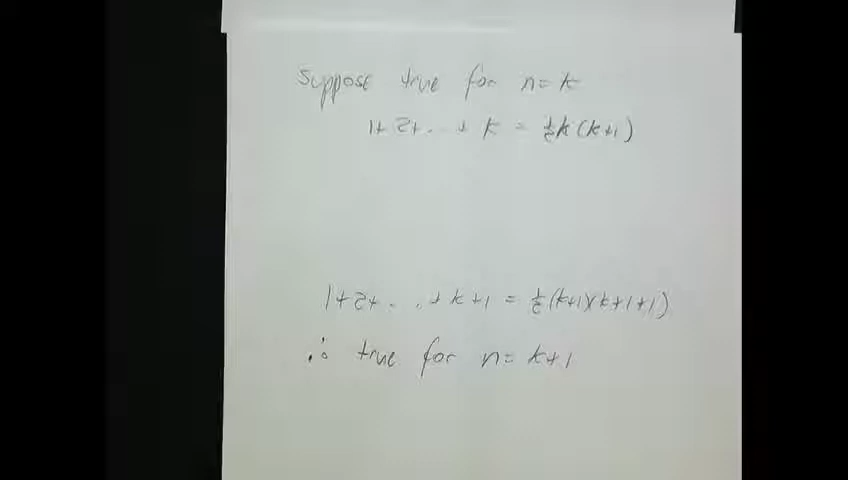 Suppose true for n = k
1+2+..+ k = ½k(k+1)
1+2+...+k+1 = ½(k+1)(k+1+1)
∴ true for n = k+1